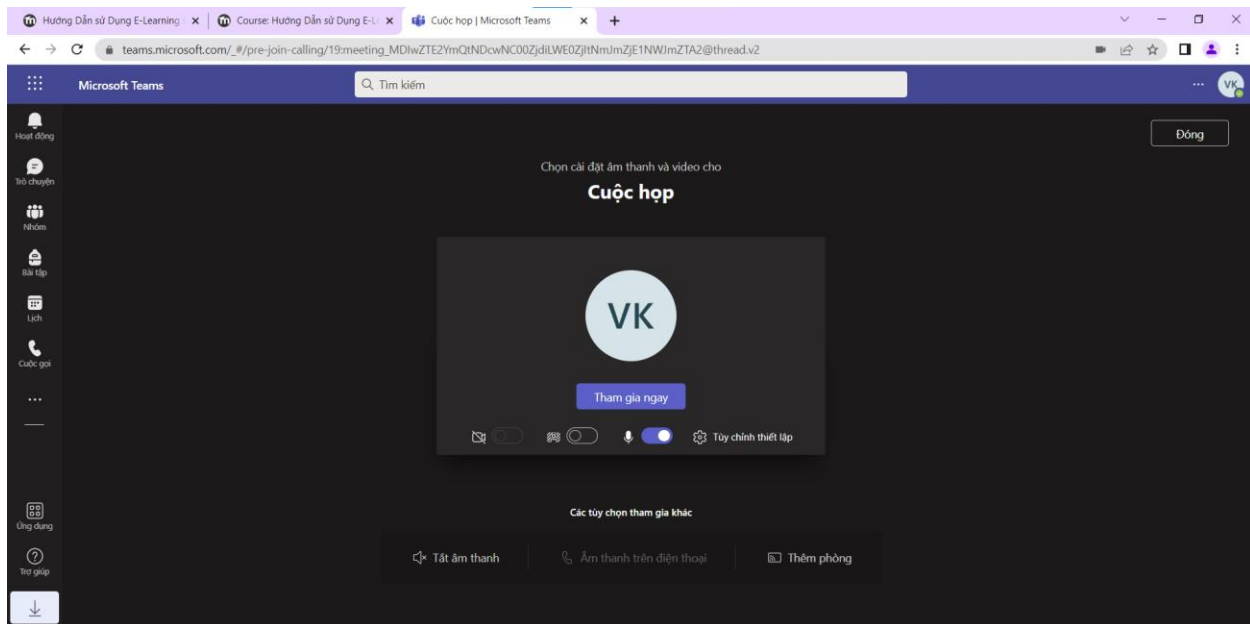 Hướng Dẫn sử Dụng E-Learning
Course: Hướng Dẫn sử Dụng E-L
Cuộc họp | Microsoft Teams
teams.microsoft.com/_#/pre-join-calling/19:meeting_MDIwZTE2YmQtNDcwNC00ZjdiLWE0ZjItNmJmZjE1NWJmZTA2@thread.v2
Microsoft Teams
Tìm kiếm
VK
Hoạt động
Đóng
Trò chuyện
Chọn cài đặt âm thanh và video cho
Cuộc họp
Nhóm
Bài tập
Lịch
VK
Cuộc gọi
Tham gia ngay
Tùy chỉnh thiết lập
Các tùy chọn tham gia khác
Ứng dụng
Tắt âm thanh
Âm thanh trên điện thoại
Thêm phòng
Trợ giúp